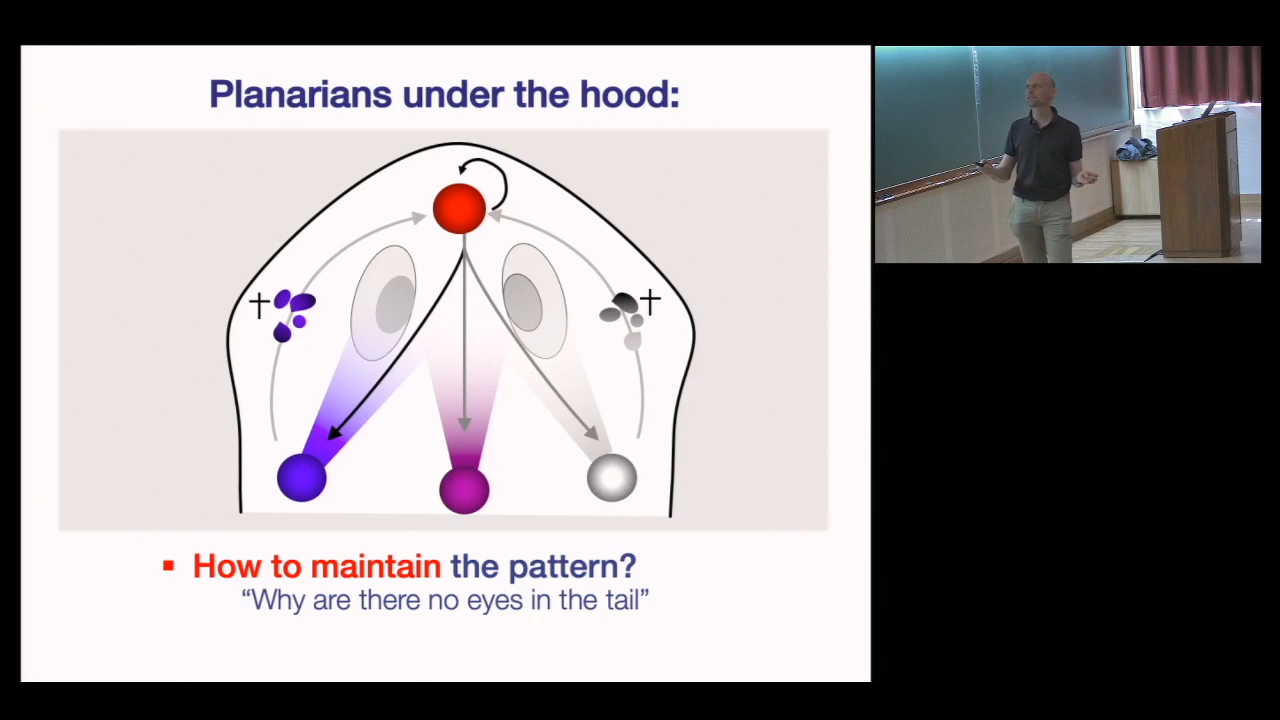 Planarians under the hood:
▪ How to maintain the pattern?
“Why are there no eyes in the tail”